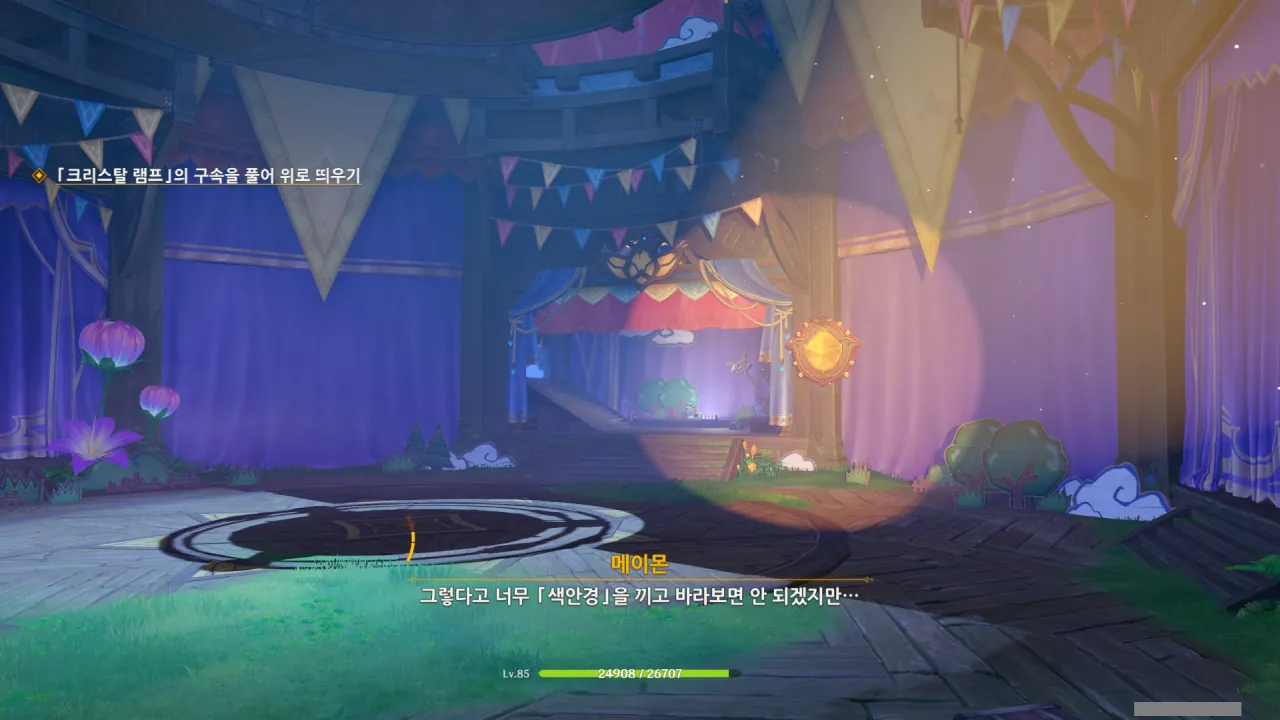 「크리스탈 램프」의 구속을 풀어 위로 띄우기
메이몬
그렇다고 너무 「색안경」을 끼고 바라보면 안 되겠지만…
Lv.85
24908 / 26707